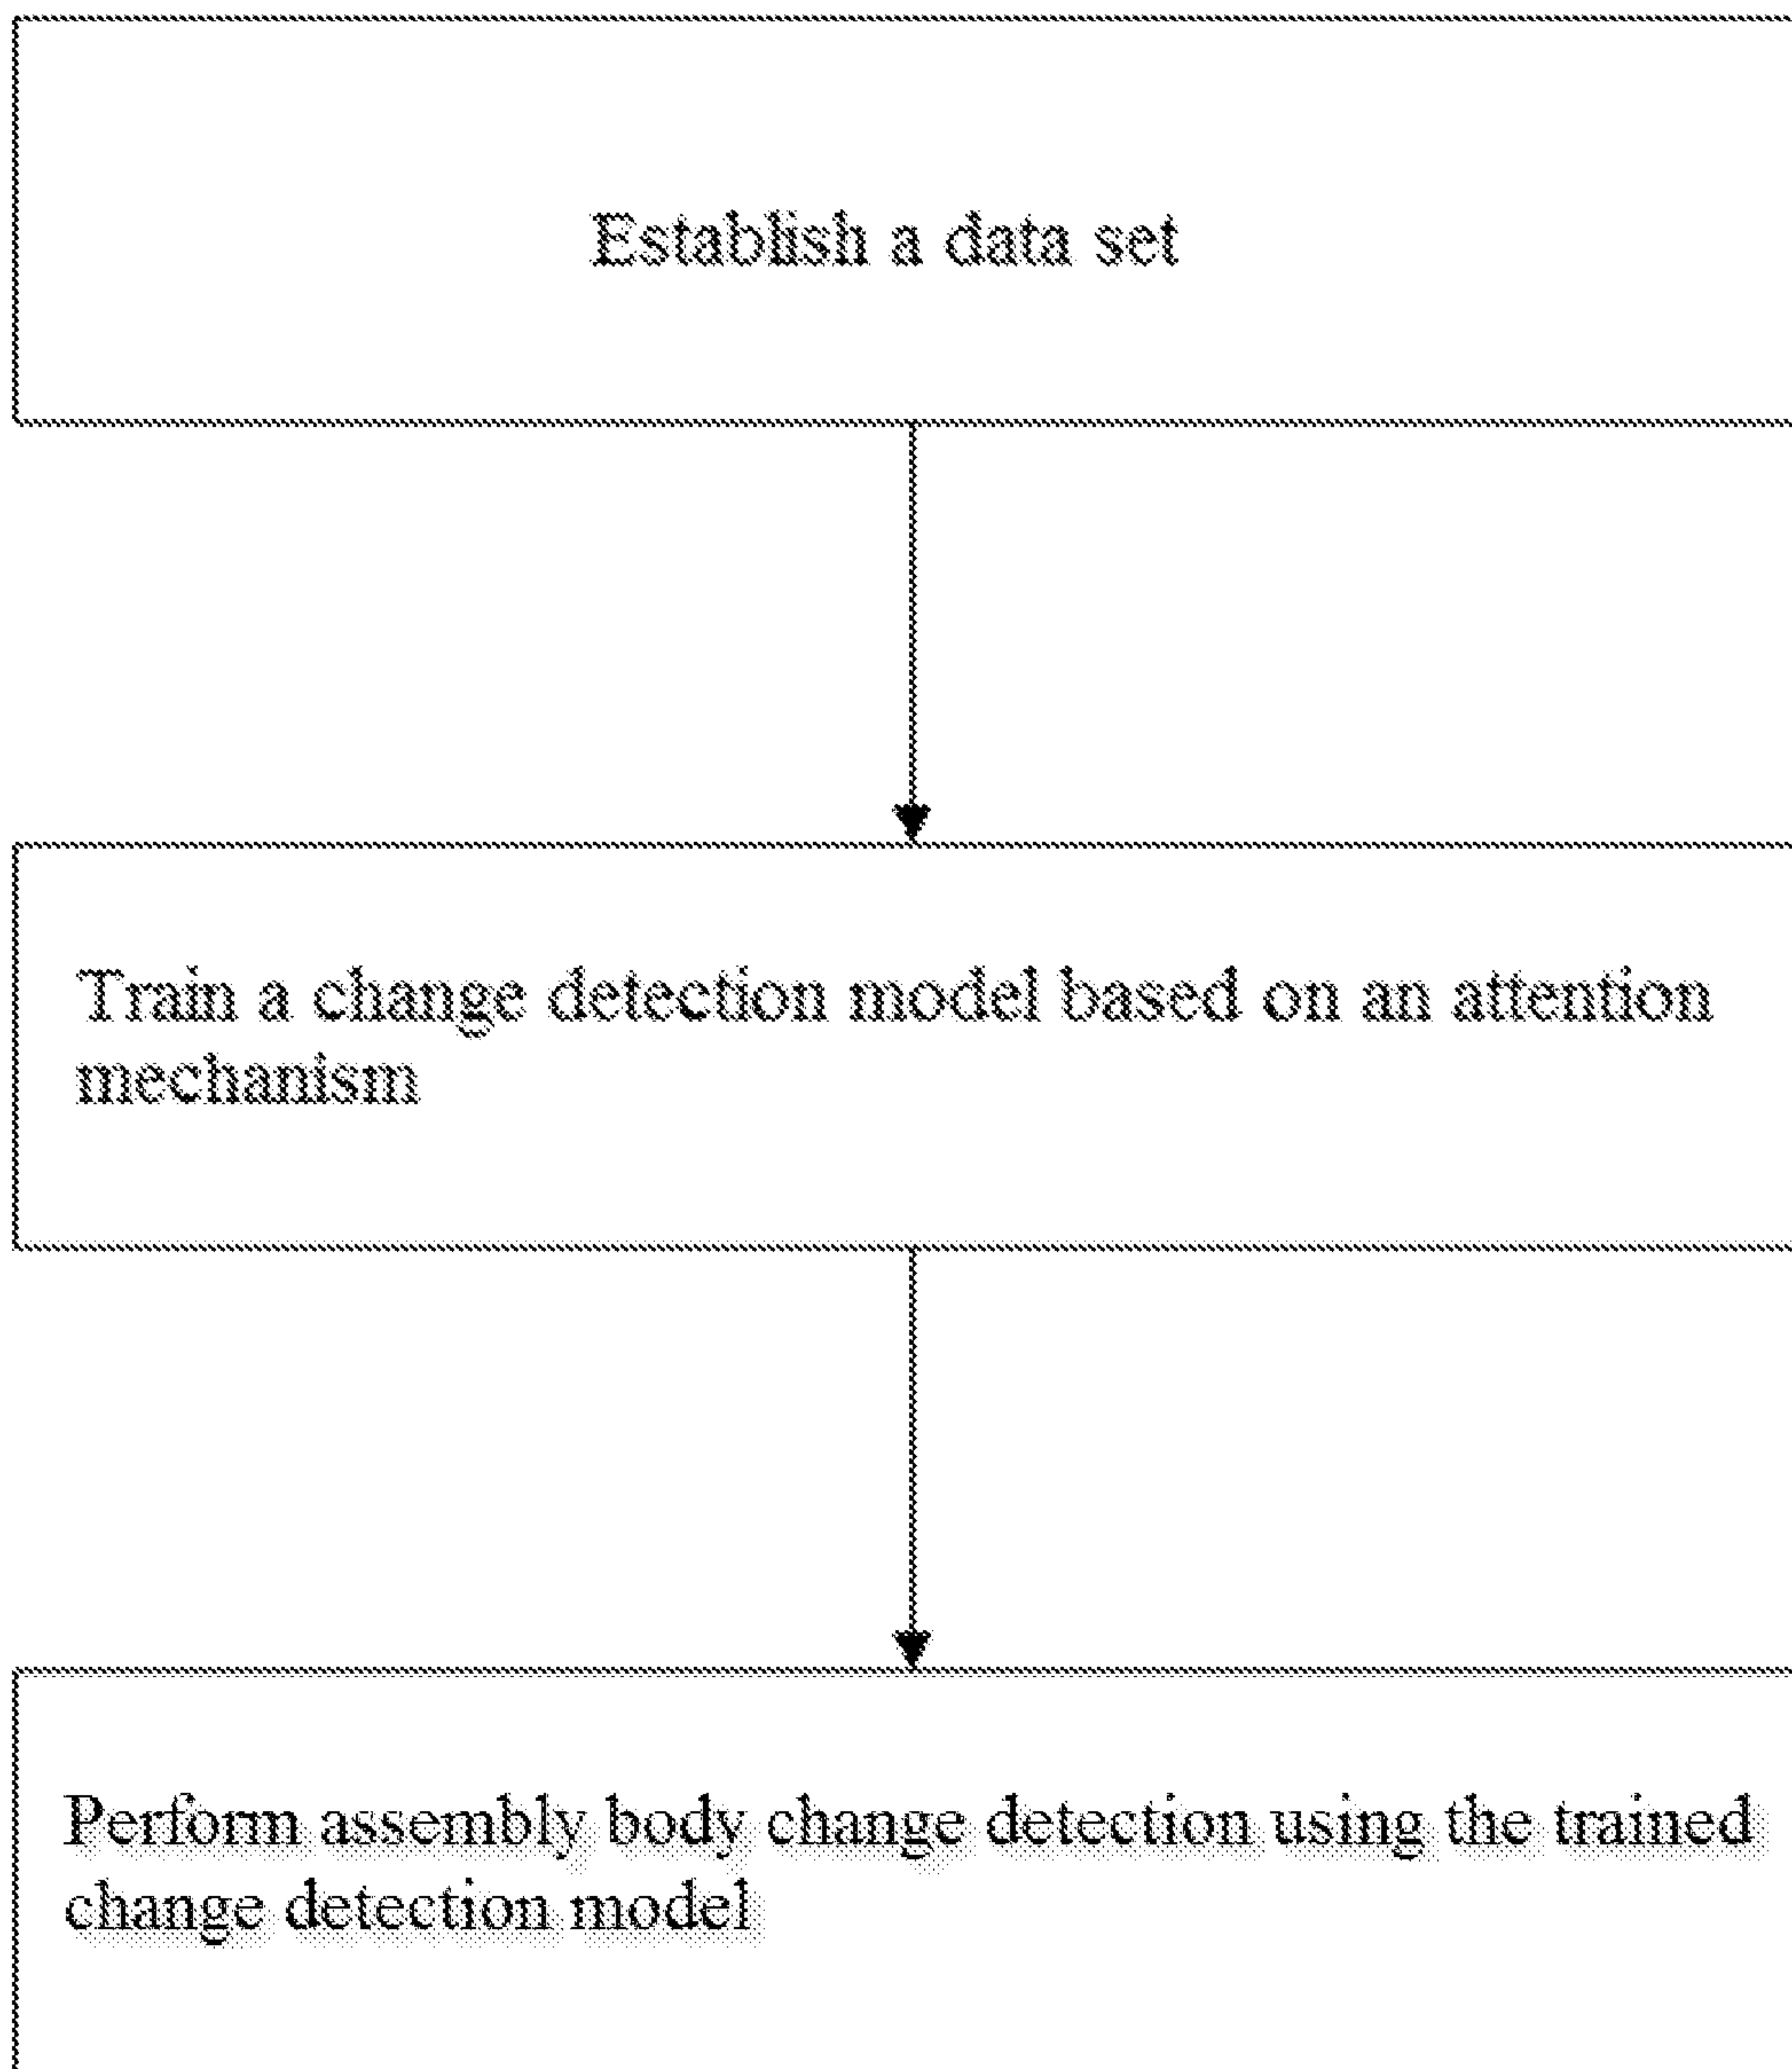 Establish a data set
Train a change detection model based on an attention
mechanism
Perform assembly body change detection using the trained
change detection model